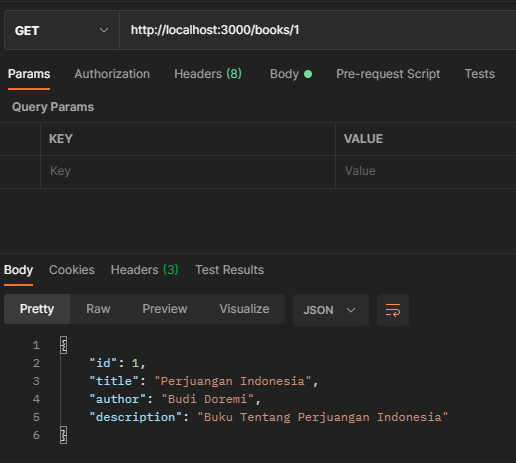 GET http://localhost:3000/books/1
Params Authorization Headers (8) Body Pre-request Script Tests
Query Params
KEY VALUE
Key Value
Body Cookies Headers (3) Test Results
Pretty Raw Preview Visualize JSON
1 {
2 "id": 1,
3 "title": "Perjuangan Indonesia",
4 "author": "Budi Doremi",
5 "description": "Buku Tentang Perjuangan Indonesia"
6 }